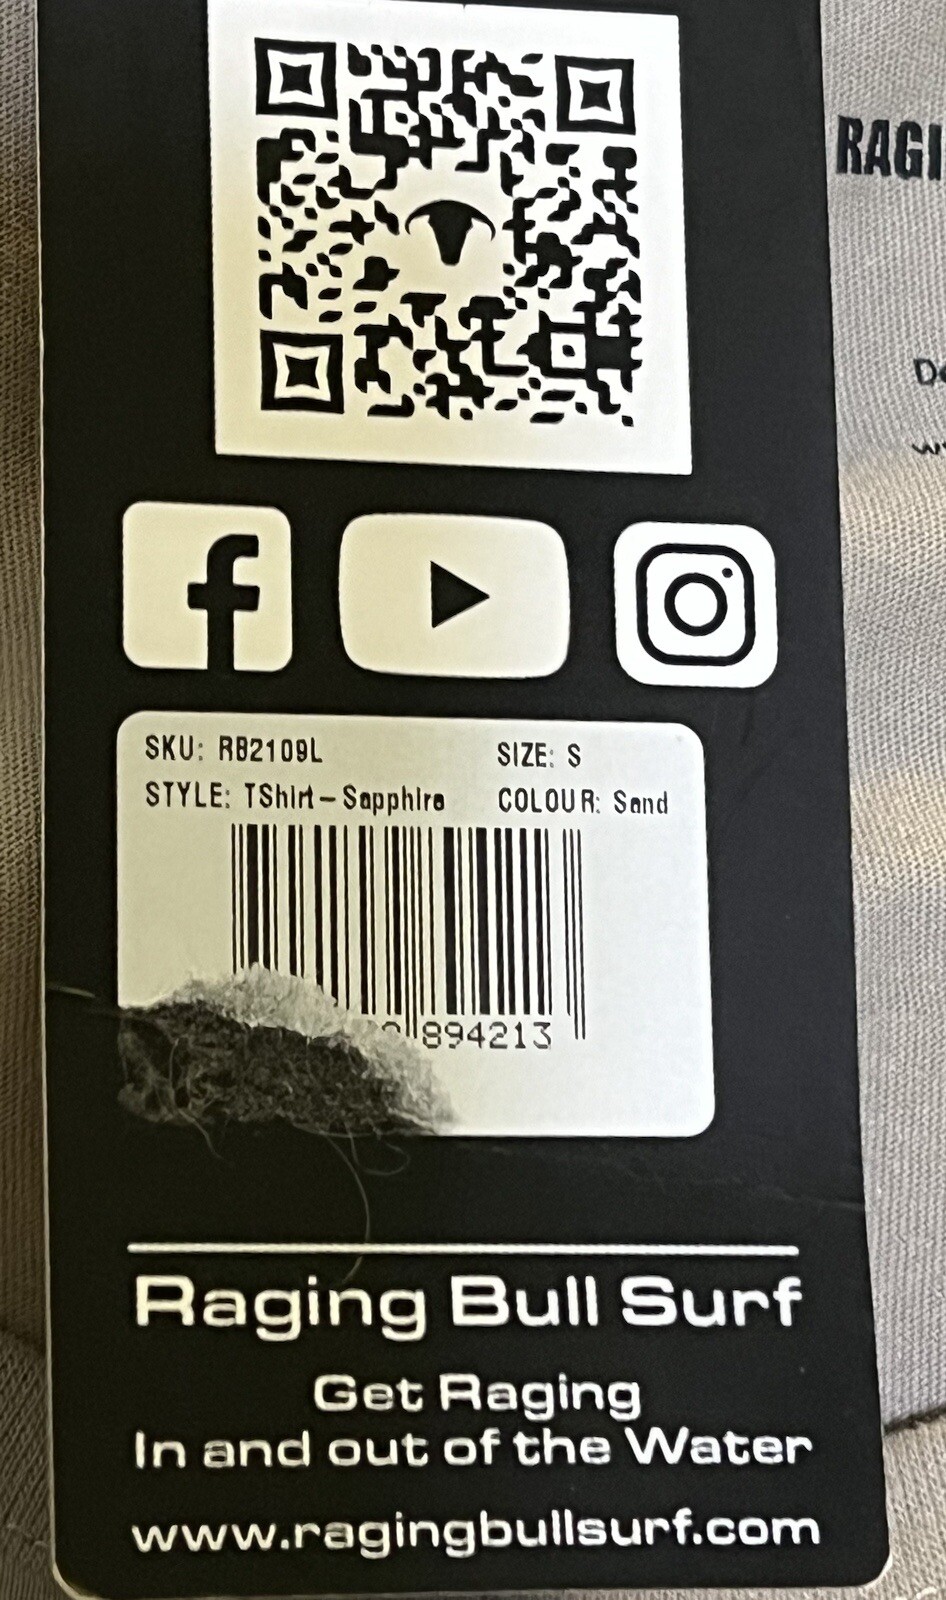 RAGI
SKU: RB2109L
SIZE: S
STYLE: TShirt-Sapphire
COLOUR: Sand
894213
Raging Bull Surf
Get Raging
In and out of the Water
www.ragingbullsurf.com